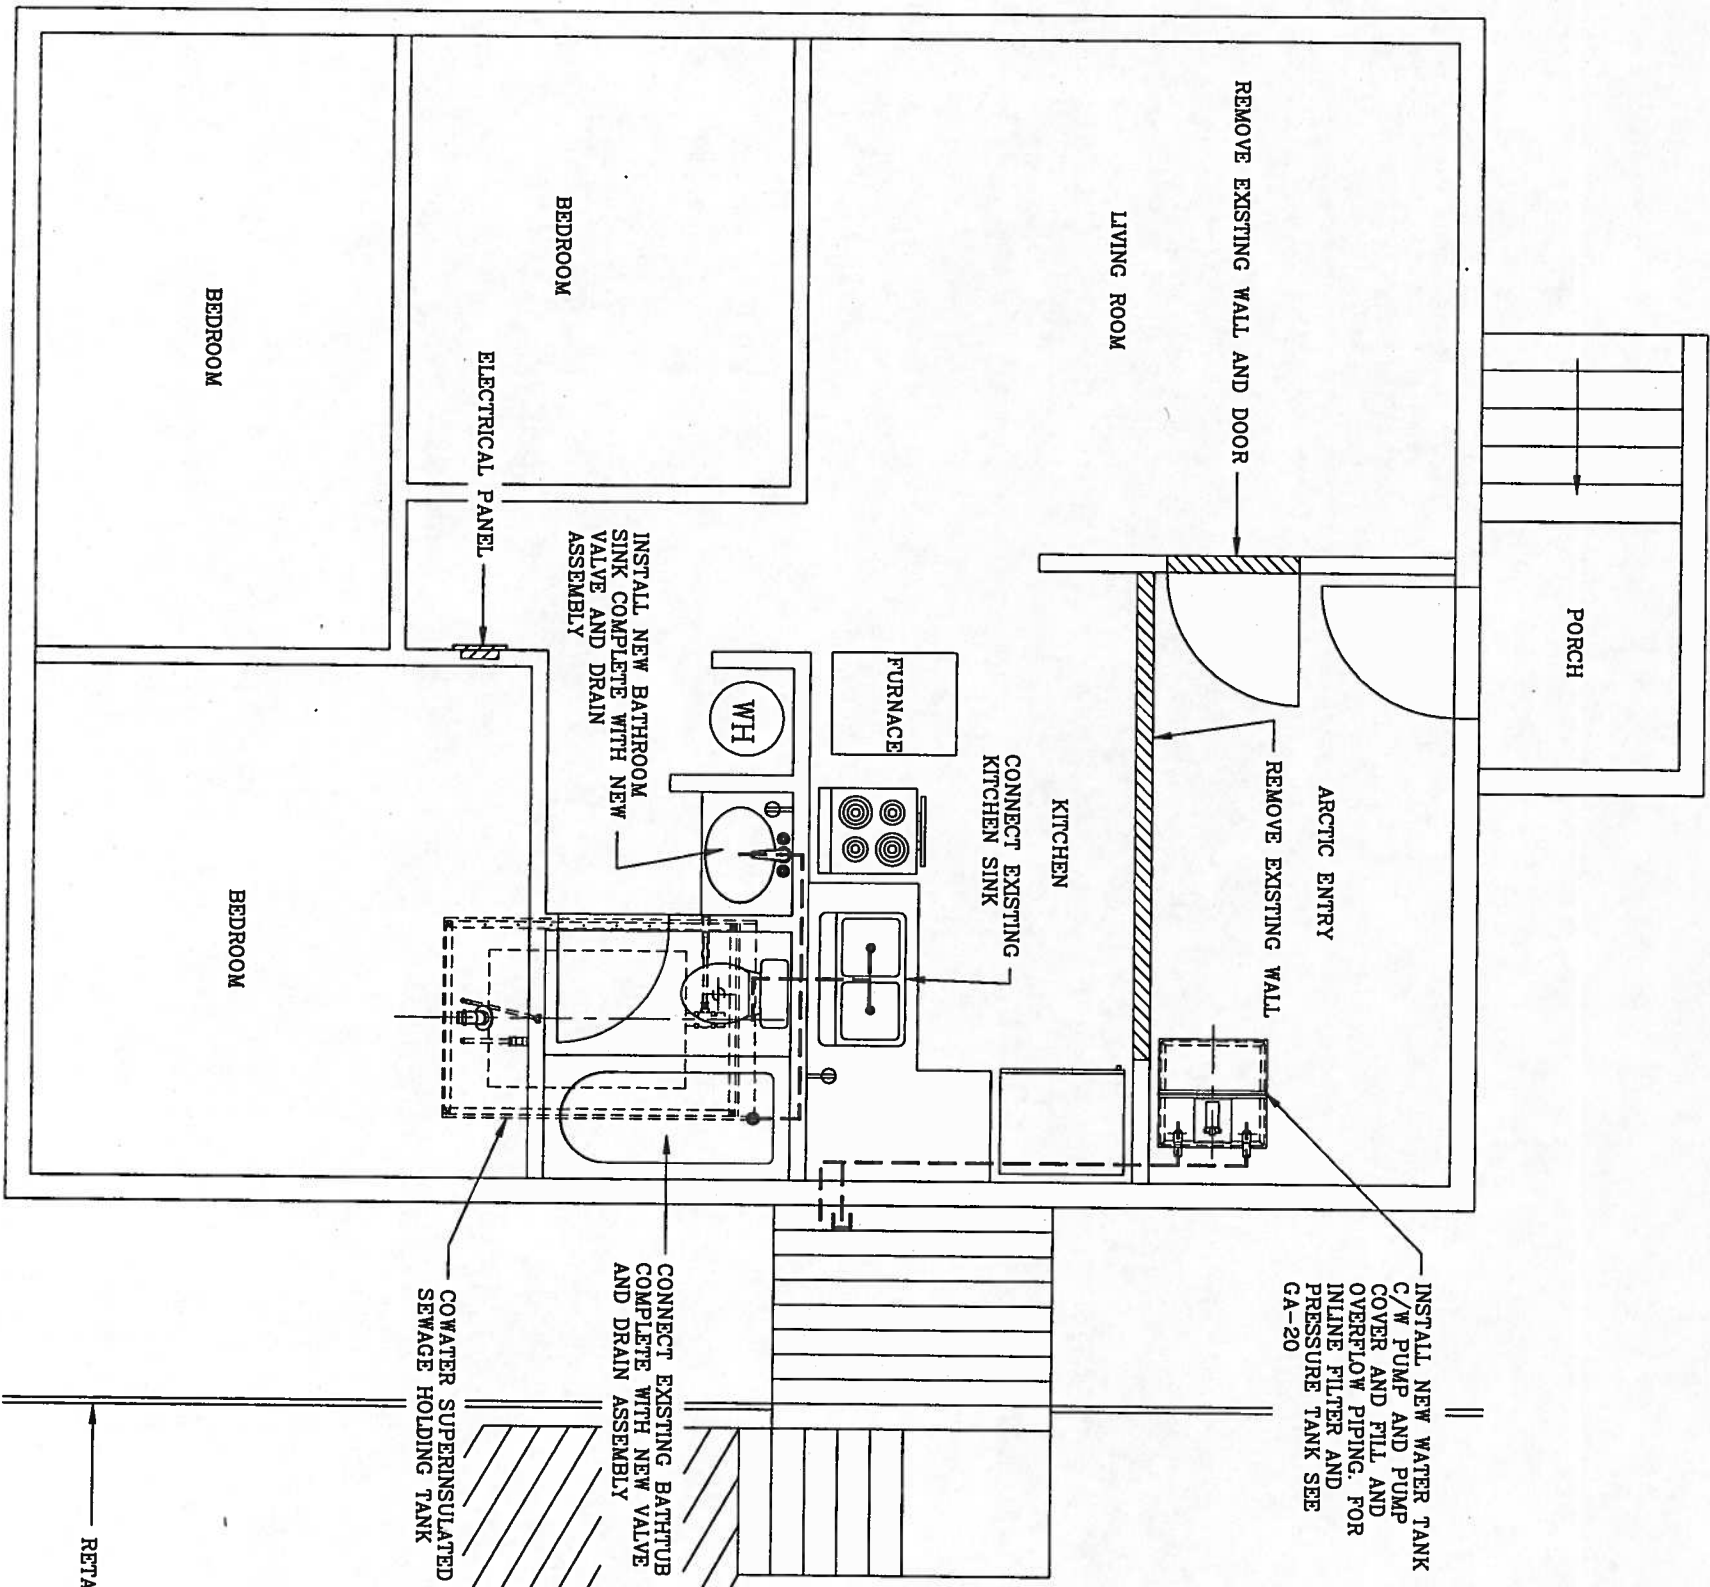 INSTALL NEW WATER TANK
C/W PUMP AND PUMP
COVER AND FILL AND
OVERFLOW PIPING. FOR
INLINE FILTER AND
PRESSURE TANK SEE
GA-20
PORCH
ARCTIC ENTRY
REMOVE EXISTING WALL
REMOVE EXISTING WALL AND DOOR
LIVING ROOM
KITCHEN
CONNECT EXISTING
KITCHEN SINK
FURNACE
WH
INSTALL NEW BATHROOM
SINK COMPLETE WITH NEW
VALVE AND DRAIN
ASSEMBLY
CONNECT EXISTING BATHTUB
COMPLETE WITH NEW VALVE
AND DRAIN ASSEMBLY
BEDROOM
ELECTRICAL PANEL
COWATER SUPERINSULATED
SEWAGE HOLDING TANK
BEDROOM
BEDROOM
RETA